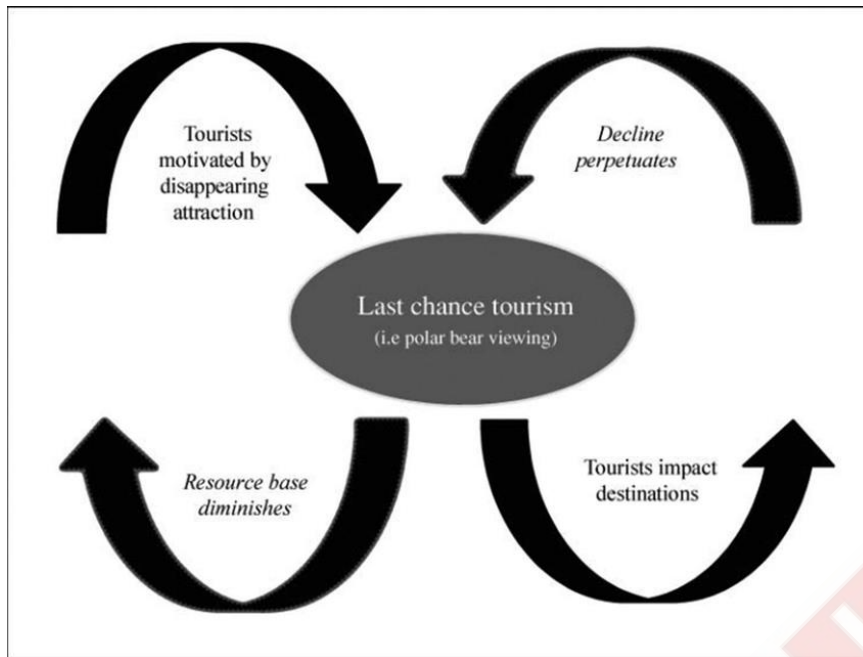 Tourists
motivated by
disappearing
attraction
Decline
perpetuates
Last chance tourism
(i.e polar bear viewing)
Resource base
diminishes
Tourists impact
destinations